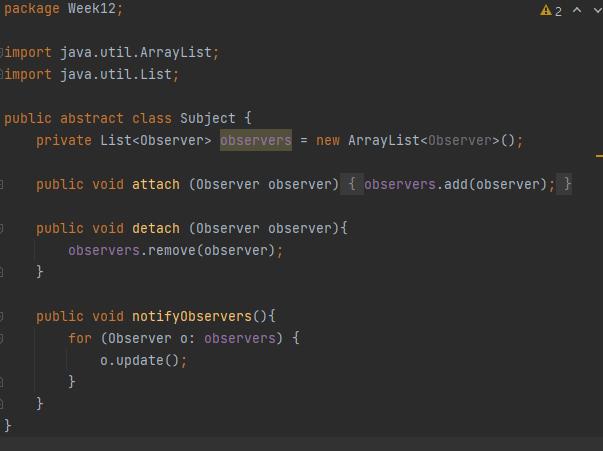 package Week12;
2
import java.util.ArrayList;
import java.util.List;
public abstract class Subject {
private List<Observer> observers = new ArrayList<Observer>();
public void attach (Observer observer) { observers.add(observer); }
public void detach (Observer observer){
observers.remove(observer);
}
public void notifyObservers(){
for (Observer o: observers) {
o.update();
}
}
}